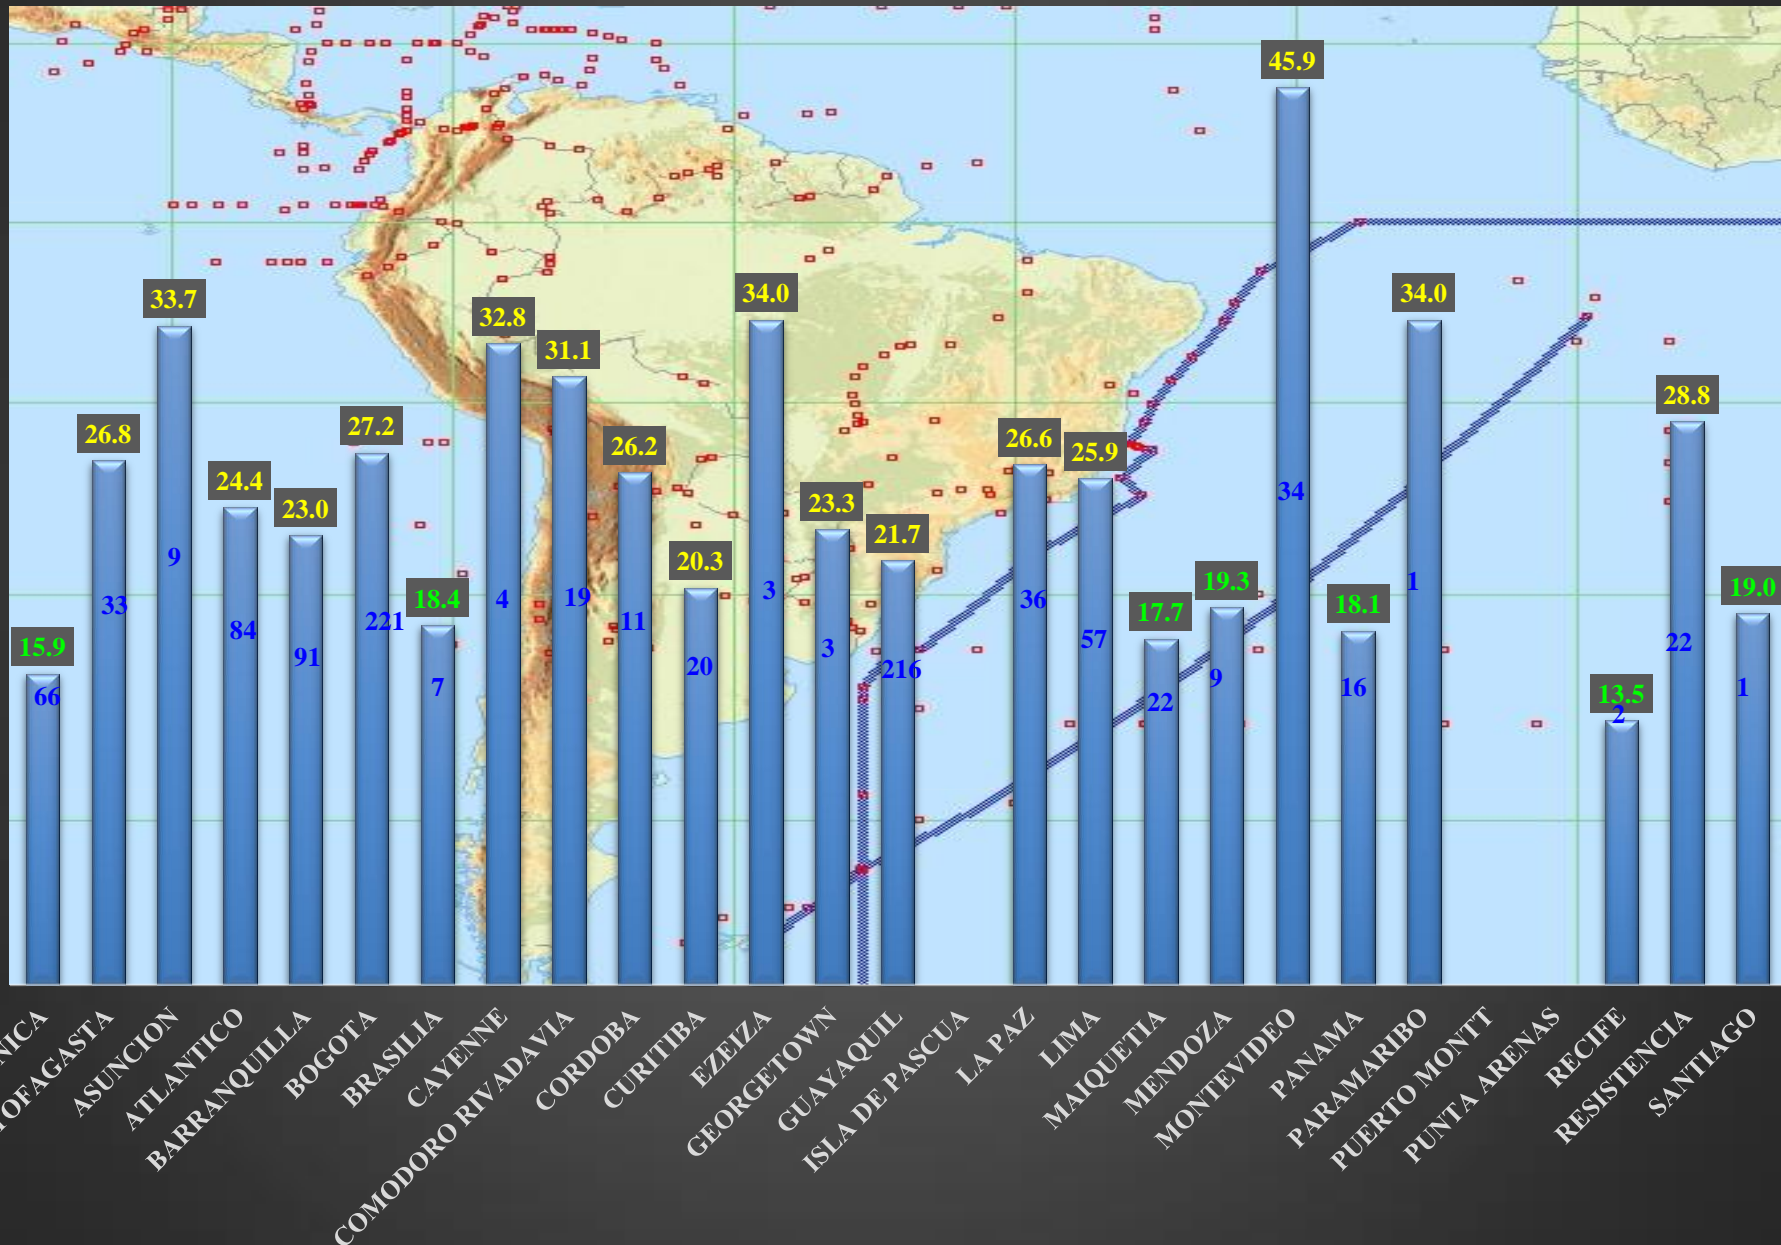 15.9
66
26.8
33
33.7
9
24.4
84
23.0
91
27.2
221
18.4
7
32.8
4
31.1
19
26.2
11
20.3
20
34.0
3
23.3
3
21.7
216
26.6
36
25.9
57
17.7
22
19.3
9
45.9
34
18.1
16
34.0
1
13.5
2
28.8
22
19.0
1
NICA
OFAGASTA
ASUNCION
ATLANTICO
BARRANQUILLA
BOGOTA
BRASILIA
CAYENNE
COMODORO RIVADAVIA
CORDOBA
CURITIBA
EZEIZA
GEORGETOWN
GUAYAQUIL
ISLA DE PASCUA
LA PAZ
LIMA
MAIQUETIA
MENDOZA
MONTEVIDEO
PANAMA
PARAMARIBO
PUERTO MONTT
PUNTA ARENAS
RECIFE
RESISTENCIA
SANTIAGO